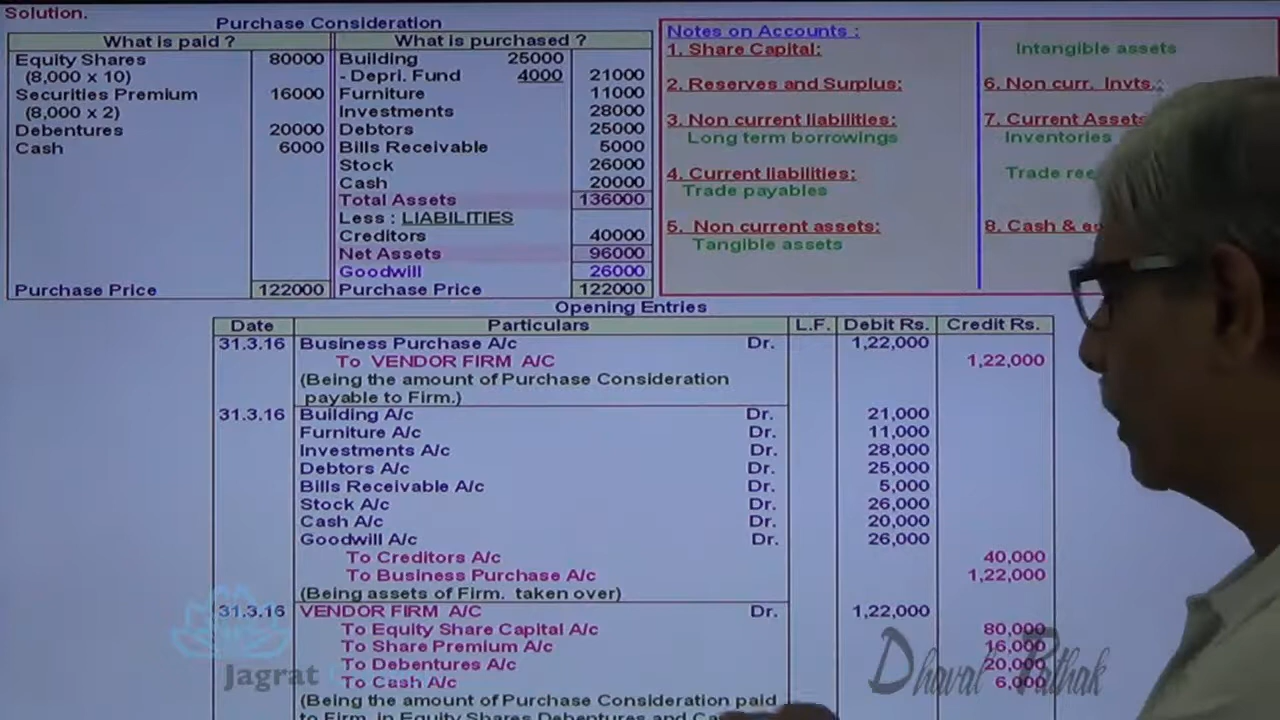 Solution.
Purchase Consideration
What is paid ? What is purchased ?
Equity Shares 80000 Building 25000
(8,000 x 10) - Depri. Fund 4000 21000
Securities Premium 16000 Furniture 11000
(8,000 x 2) Investments 28000
Debentures 20000 Debtors 25000
Cash 6000 Bills Receivable 5000
Stock 26000
Cash 20000
Total Assets 136000
Less : LIABILITIES
Creditors 40000
Net Assets 96000
Goodwill 26000
Purchase Price 122000 Purchase Price 122000
Notes on Accounts :
1. Share Capital:
2. Reserves and Surplus:
3. Non current liabilities:
Long term borrowings
4. Current liabilities:
Trade payables
5. Non current assets:
Tangible assets
Intangible assets
6. Non curr. Invts.
7. Current Assets
Inventories
Trade
8. Cash &
Opening Entries
Date Particulars L.F. Debit Rs. Credit Rs.
31.3.16 Business Purchase A/c Dr. 1,22,000
To VENDOR FIRM A/C 1,22,000
(Being the amount of Purchase Consideration
payable to Firm.)
31.3.16 Building A/c Dr. 21,000
Furniture A/c Dr. 11,000
Investments A/c Dr. 28,000
Debtors A/c Dr. 25,000
Bills Receivable A/c Dr. 5,000
Stock A/c Dr. 26,000
Cash A/c Dr. 20,000
Goodwill A/c Dr. 26,000
To Creditors A/c 40,000
To Business Purchase A/c 1,22,000
(Being assets of Firm. taken over)
31.3.16 VENDOR FIRM A/C Dr. 1,22,000
To Equity Share Capital A/c 80,000
To Share Premium A/c 16,000
To Debentures A/c 20,000
To Cash A/c 6,000
(Being the amount of Purchase Consideration paid
to Firm. in Equity Shares Debentures and
Jagrat
Dhawal Pathak